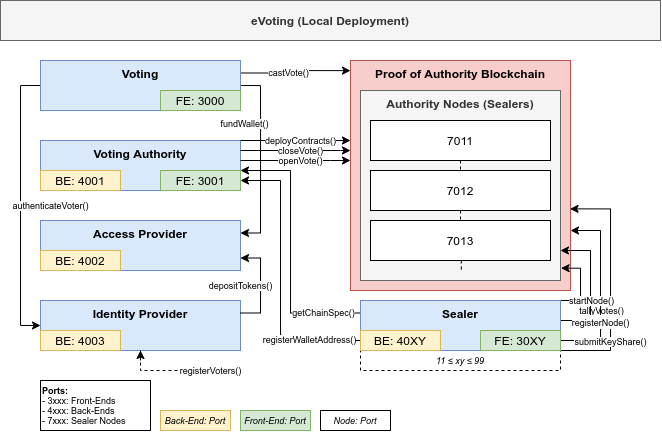 eVoting (Local Deployment)
Voting
FE: 3000
castVote()
fundWallet()
Proof of Authority Blockchain
Authority Nodes (Sealers)
7011
7012
7013
Voting Authority
BE: 4001
FE: 3001
deployContracts()
closeVote()
openVote()
authenticateVoter()
Access Provider
BE: 4002
depositTokens()
Identity Provider
BE: 4003
registerVoters()
getChainSpec()
registerWalletAddress()
Sealer
BE: 40XY
FE: 30XY
11 ≤ xy ≤ 99
startNode()
tallyVotes()
registerNode()
submitKeyShare()
Ports:
- 3xxx: Front-Ends
- 4xxx: Back-Ends
- 7xxx: Sealer Nodes
Back-End: Port
Front-End: Port
Node: Port